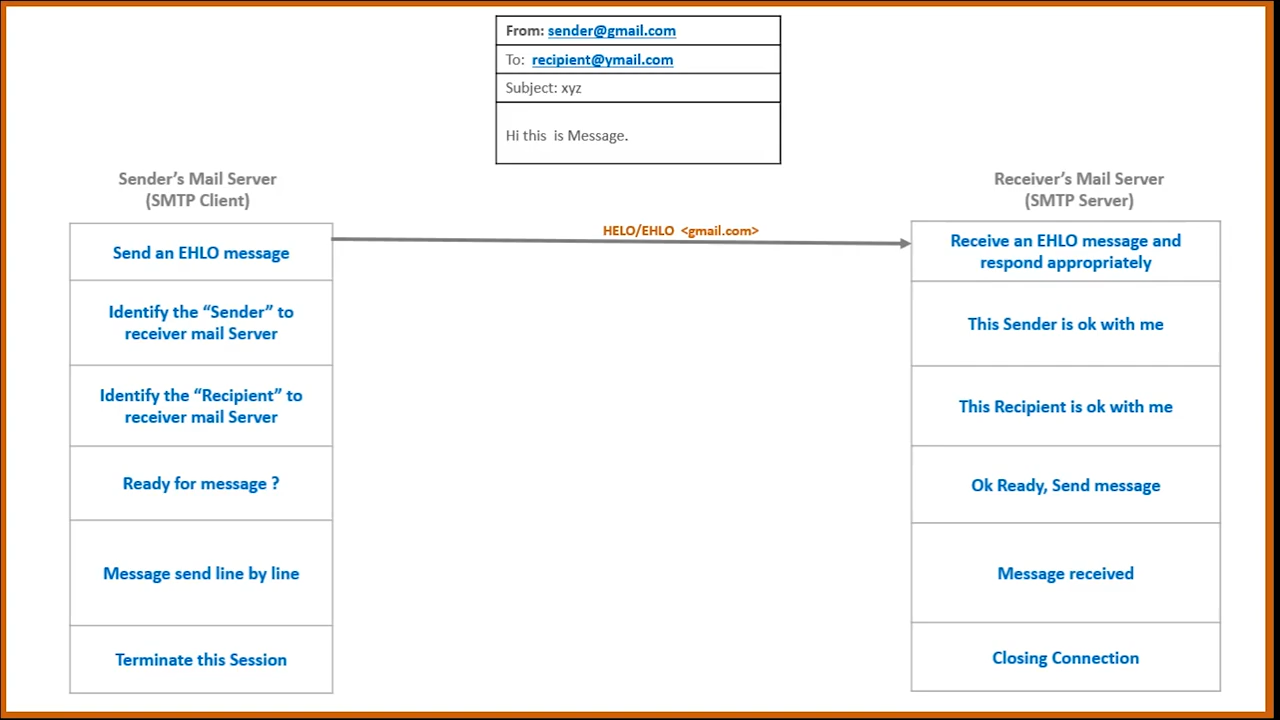 From: sender@gmail.com
To: recipient@ymail.com
Subject: xyz
Hi this is Message.
Sender's Mail Server
(SMTP Client)
Receiver's Mail Server
(SMTP Server)
HELO/EHLO <gmail.com>
Send an EHLO message
Receive an EHLO message and
respond appropriately
Identify the “Sender” to
receiver mail Server
This Sender is ok with me
Identify the “Recipient” to
receiver mail Server
This Recipient is ok with me
Ready for message ?
Ok Ready, Send message
Message send line by line
Message received
Terminate this Session
Closing Connection